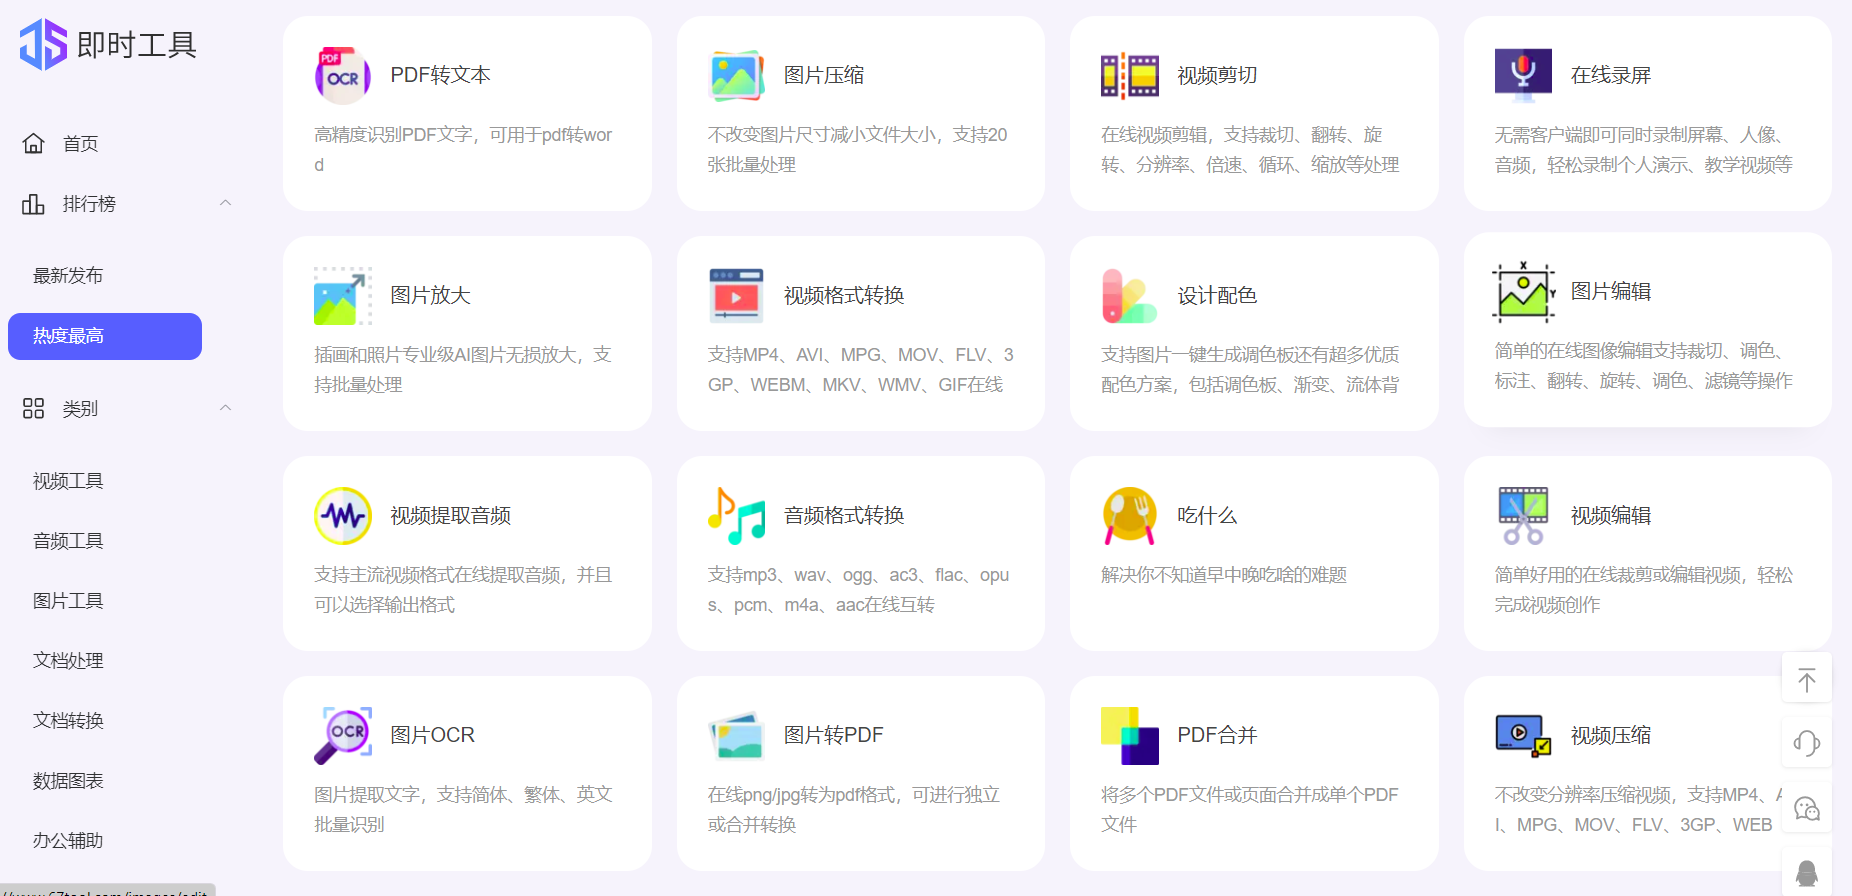 即时工具
首页
排行榜
最新发布
热度最高
类别
视频工具
音频工具
图片工具
文档处理
文档转换
数据图表
办公辅助
PDF
OCR
PDF转文本
高精度识别PDF文字，可用于pdf转wor
d
图片压缩
不改变图片尺寸减小文件大小，支持20
张批量处理
视频剪切
在线视频剪辑，支持裁切、翻转、旋
转、分辨率、倍速、循环、缩放等处理
在线录屏
无需客户端即可同时录制屏幕、人像、
音频，轻松录制个人演示、教学视频等
图片放大
插画和照片专业级AI图片无损放大，支
持批量处理
视频格式转换
支持MP4、AVI、MPG、MOV、FLV、3
GP、WEBM、MKV、WMV、GIF在线
设计配色
支持图片一键生成调色板还有超多优质
配色方案，包括调色板、渐变、流体背
X
Y
图片编辑
简单的在线图像编辑支持裁切、调色、
标注、翻转、旋转、调色、滤镜等操作
视频提取音频
支持主流视频格式在线提取音频，并且
可以选择输出格式
音频格式转换
支持mp3、wav、ogg、ac3、flac、opu
s、pcm、m4a、aac在线互转
吃什么
解决你不知道早中晚吃啥的难题
视频编辑
简单好用的在线裁剪或编辑视频，轻松
完成视频创作
OCR
图片OCR
图片提取文字，支持简体、繁体、英文
批量识别
图片转PDF
在线png/jpg转为pdf格式，可进行独立
或合并转换
PDF合并
将多个PDF文件或页面合并成单个PDF
文件
视频压缩
不改变分辨率压缩视频，支持MP4、A
I、MPG、MOV、FLV、3GP、WEB